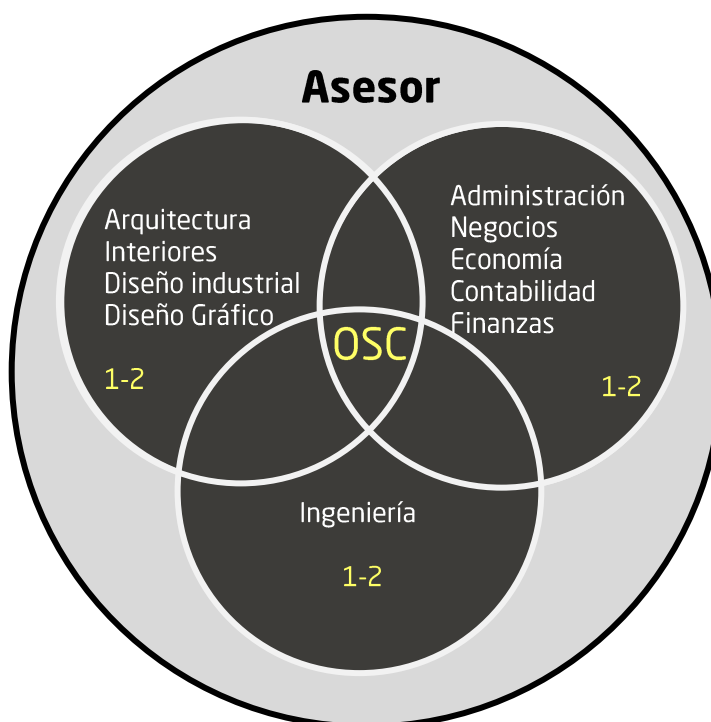 Asesor
Arquitectura
Interiores
Diseño industrial
Diseño Gráfico
1-2
Administración
Negocios
Economía
Contabilidad
Finanzas
1-2
OSC
Ingeniería
1-2